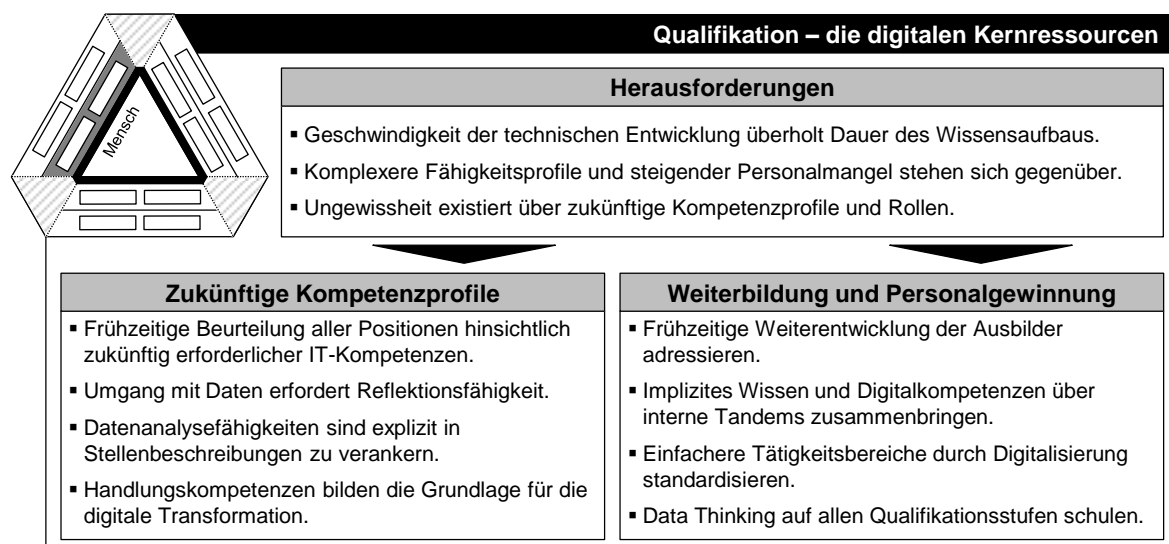 Qualifikation – die digitalen Kernressourcen
Mensch
Herausforderungen
▪ Geschwindigkeit der technischen Entwicklung überholt Dauer des Wissensaufbaus.
▪ Komplexere Fähigkeitsprofile und steigender Personalmangel stehen sich gegenüber.
▪ Ungewissheit existiert über zukünftige Kompetenzprofile und Rollen.
Zukünftige Kompetenzprofile
▪ Frühzeitige Beurteilung aller Positionen hinsichtlich
zukünftig erforderlicher IT-Kompetenzen.
▪ Umgang mit Daten erfordert Reflektionsfähigkeit.
▪ Datenanalysefähigkeiten sind explizit in
Stellenbeschreibungen zu verankern.
▪ Handlungskompetenzen bilden die Grundlage für die
digitale Transformation.
Weiterbildung und Personalgewinnung
▪ Frühzeitige Weiterentwicklung der Ausbilder
adressieren.
▪ Implizites Wissen und Digitalkompetenzen über
interne Tandems zusammenbringen.
▪ Einfachere Tätigkeitsbereiche durch Digitalisierung
standardisieren.
▪ Data Thinking auf allen Qualifikationsstufen schulen.